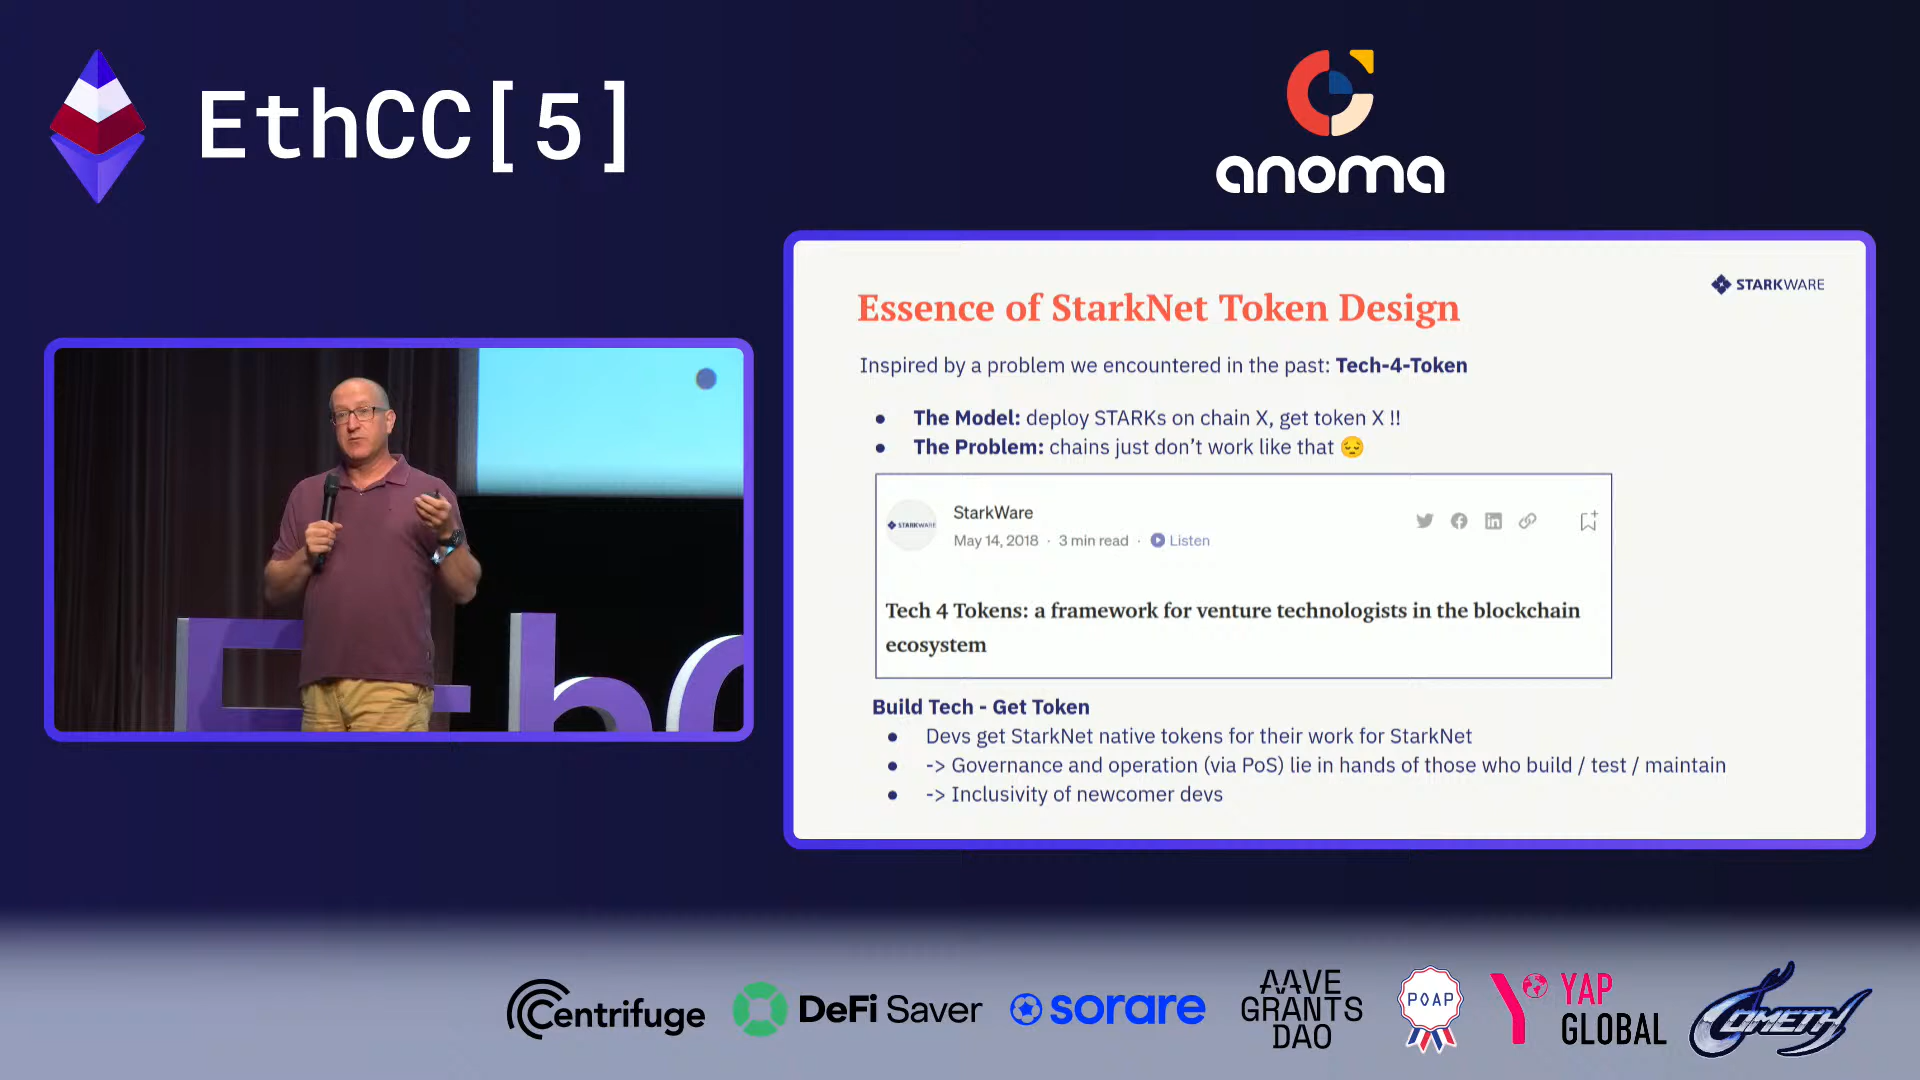 EthCC[5]
anoma
STARKWARE
Essence of StarkNet Token Design
Inspired by a problem we encountered in the past: Tech-4-Token
● The Model: deploy STARKs on chain X, get token X !!
● The Problem: chains just don't work like that 😔
STARKWARE
StarkWare
May 14, 2018 · 3 min read · Listen
Tech 4 Tokens: a framework for venture technologists in the blockchain
ecosystem
Build Tech - Get Token
● Devs get StarkNet native tokens for their work for StarkNet
● -> Governance and operation (via PoS) lie in hands of those who build / test / maintain
● -> Inclusivity of newcomer devs
EthC
Centrifuge
DeFi Saver
sorare
AAVE
GRANTS
DAO
POAP
YAP
GLOBAL
COMETH